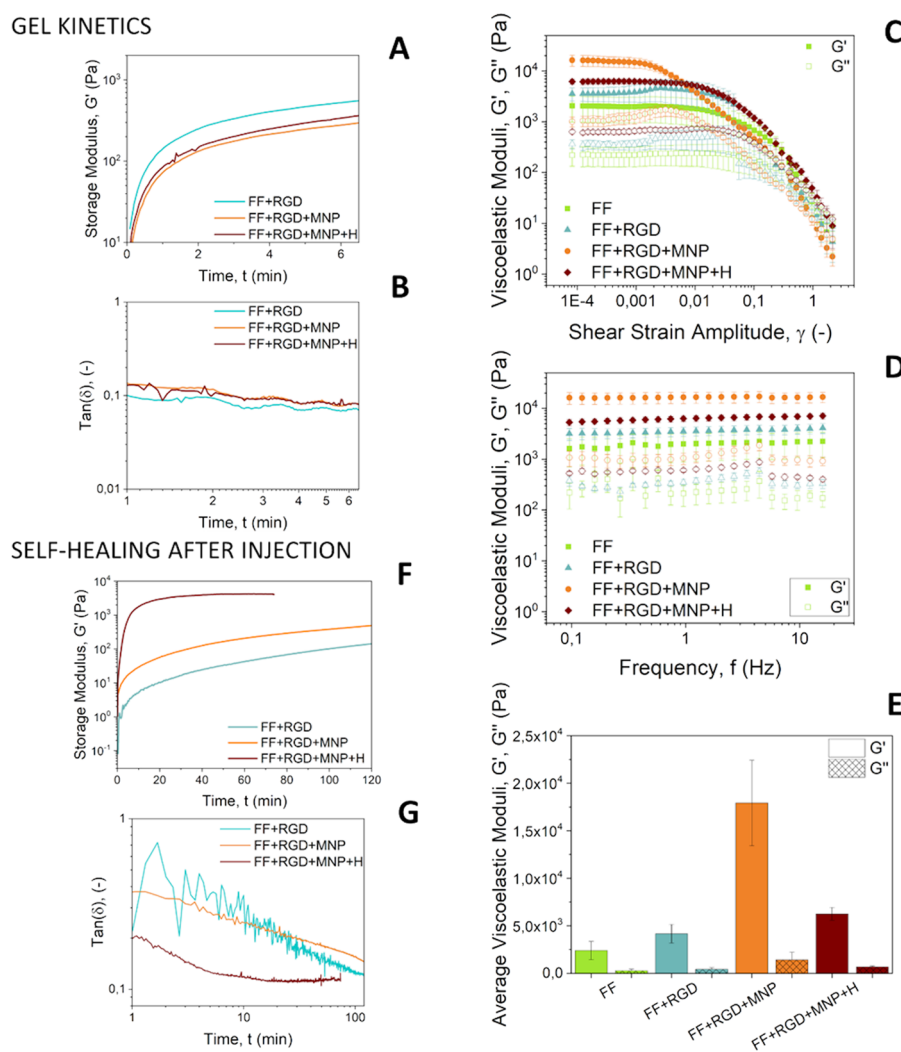 GEL KINETICS
A
Storage Modulus, G' (Pa)
10³
10²
10¹
FF+RGD
FF+RGD+MNP
FF+RGD+MNP+H
0 2 4 6
Time, t (min)
B
Tan(δ), (-)
1
0,1
0,01
FF+RGD
FF+RGD+MNP
FF+RGD+MNP+H
1 2 3 4 5 6
Time, t (min)
SELF-HEALING AFTER INJECTION
F
Storage Modulus, G' (Pa)
10⁴
10³
10²
10¹
10⁰
10⁻¹
FF+RGD
FF+RGD+MNP
FF+RGD+MNP+H
0 20 40 60 80 100 120
Time, t (min)
G
Tan(δ), (-)
1
0,1
FF+RGD
FF+RGD+MNP
FF+RGD+MNP+H
1 10 100
Time, t (min)
C
Viscoelastic Moduli, G', G'' (Pa)
10⁵
10⁴
10³
10²
10¹
10⁰
G'
G''
FF
FF+RGD
FF+RGD+MNP
FF+RGD+MNP+H
1E-4 0,001 0,01 0,1 1
Shear Strain Amplitude, γ (-)
D
Viscoelastic Moduli, G', G'' (Pa)
10⁴
10³
10²
10¹
10⁰
FF
FF+RGD
FF+RGD+MNP
FF+RGD+MNP+H
G'
G''
0,1 1 10
Frequency, f (Hz)
E
Average Viscoelastic Moduli, G', G'' (Pa)
2,5x10⁴
2,0x10⁴
1,5x10⁴
1,0x10⁴
5,0x10³
0,0
G'
G''
FF
FF+RGD
FF+RGD+MNP
FF+RGD+MNP+H